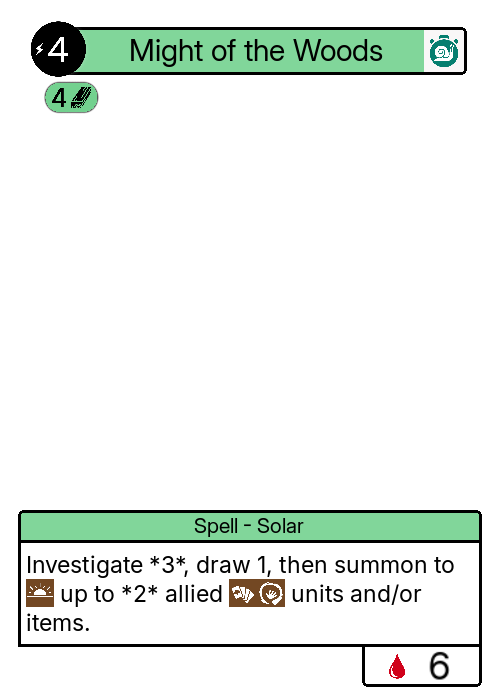 4 Might of the Woods
4
Spell - Solar
Investigate *3*, draw 1, then summon to
up to *2* allied units and/or
items.
6